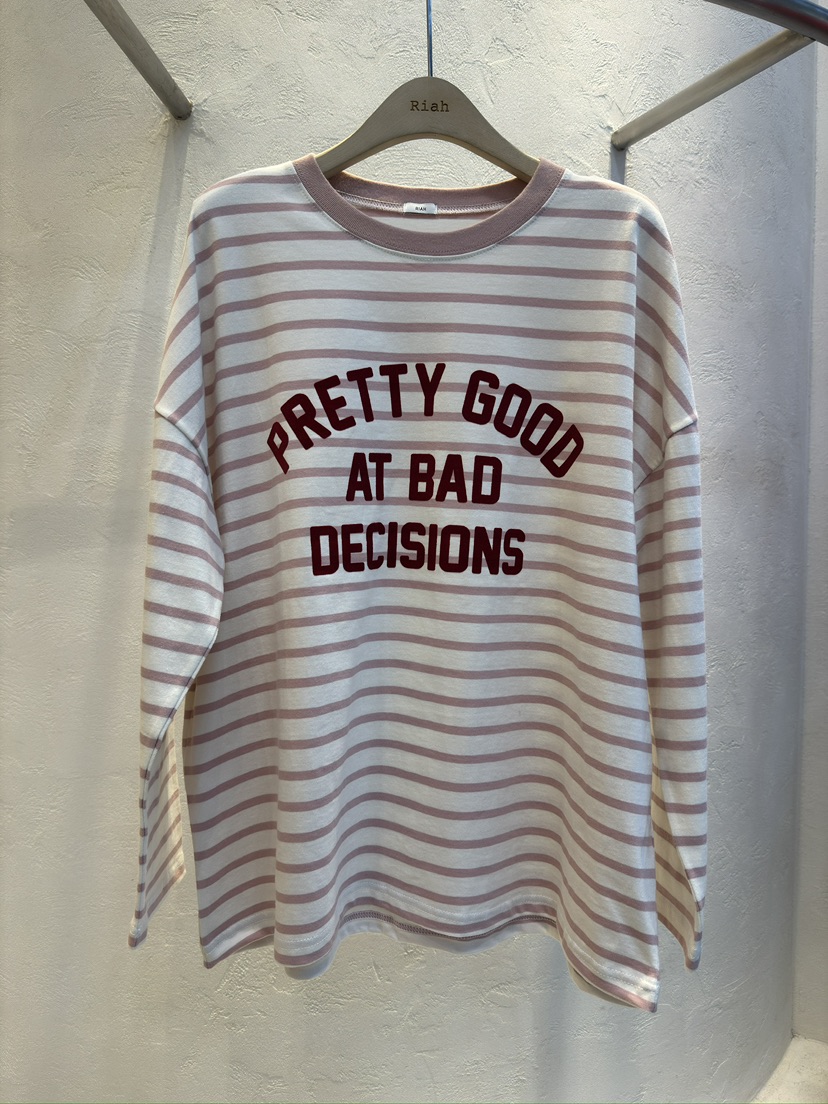 Riah
RIAH
PRETTY GOOD
AT BAD
DECISIONS